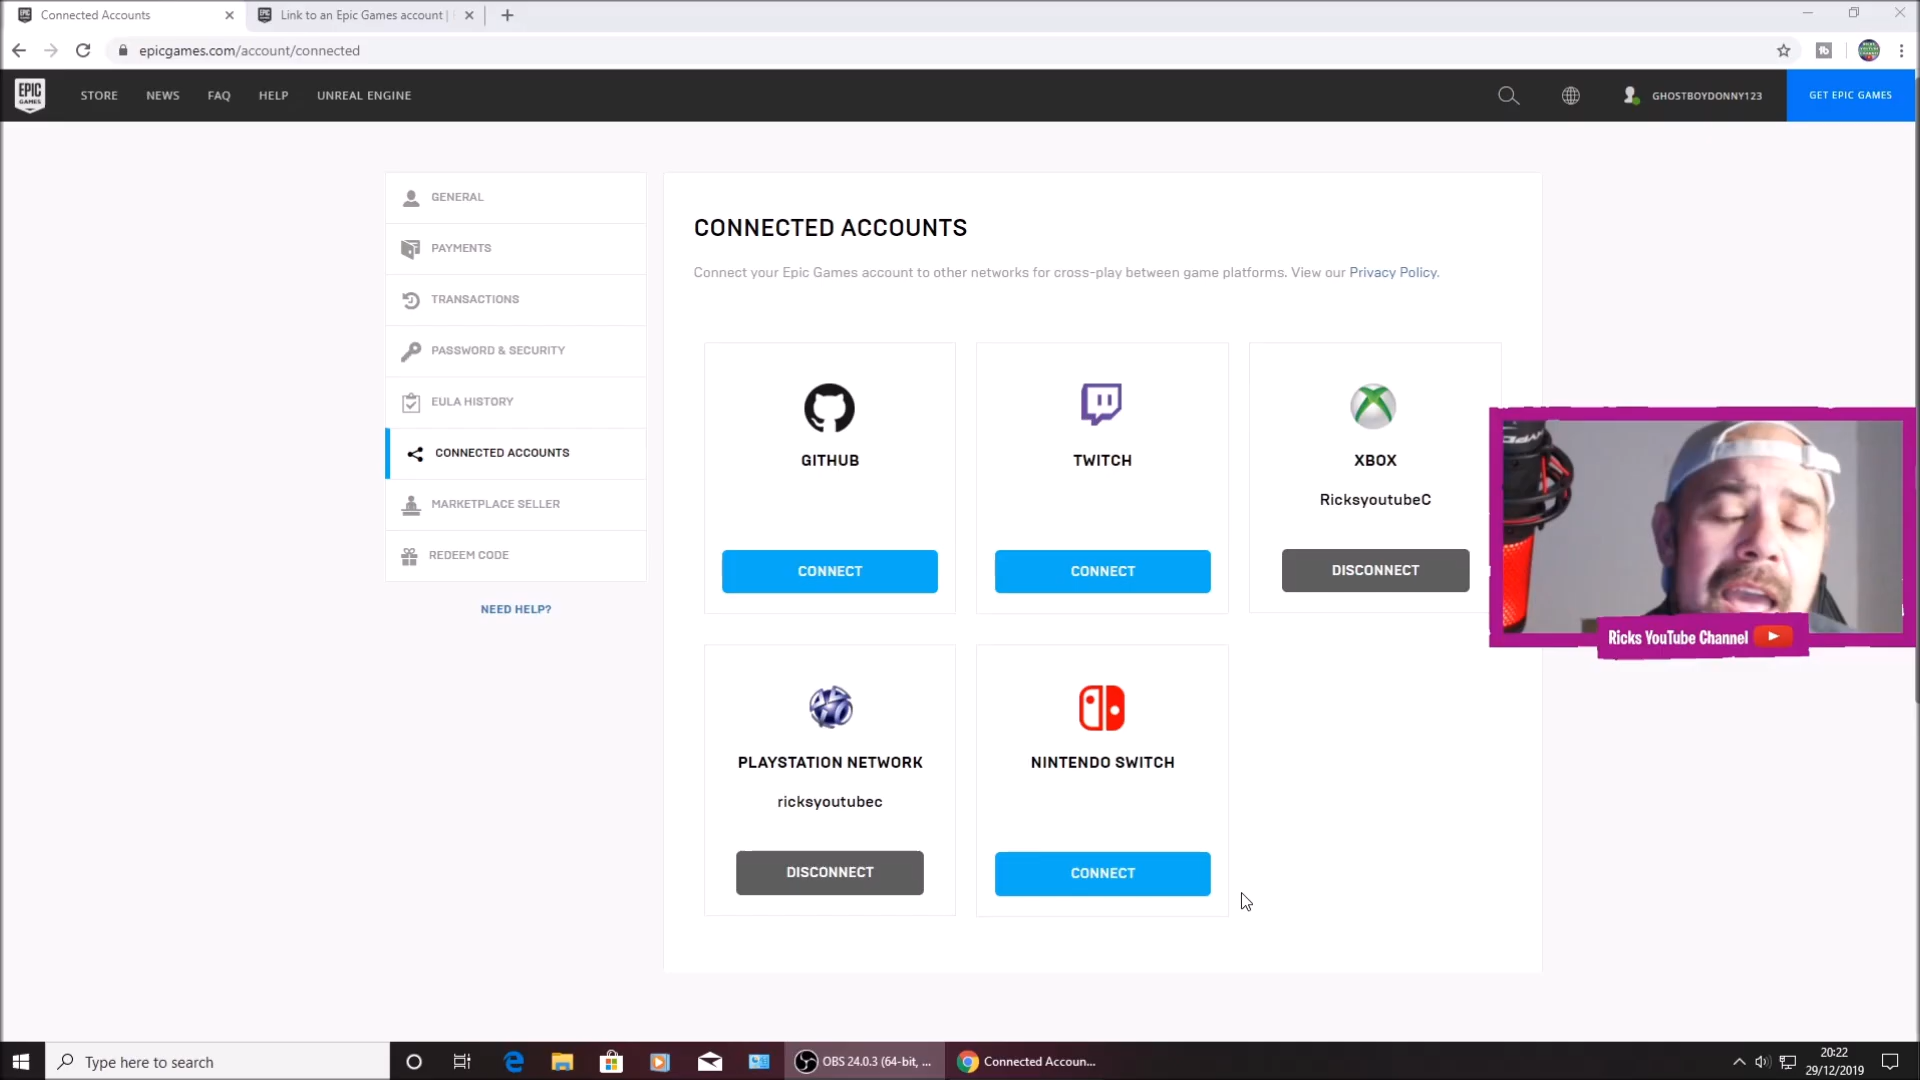 Connected Accounts
Link to an Epic Games account |
epicgames.com/account/connected
EPIC GAMES
STORE
NEWS
FAQ
HELP
UNREAL ENGINE
GHOSTBOYDONNY123
GET EPIC GAMES
GENERAL
PAYMENTS
TRANSACTIONS
PASSWORD & SECURITY
EULA HISTORY
CONNECTED ACCOUNTS
MARKETPLACE SELLER
REDEEM CODE
NEED HELP?
CONNECTED ACCOUNTS
Connect your Epic Games account to other networks for cross-play between game platforms. View our Privacy Policy.
GITHUB
CONNECT
TWITCH
CONNECT
XBOX
RicksyoutubeC
DISCONNECT
PLAYSTATION NETWORK
ricksyoutubec
DISCONNECT
NINTENDO SWITCH
CONNECT
Ricks YouTube Channel
Type here to search
OBS 24.0.3 (64-bit, ...
Connected Accoun...
20:22
29/12/2019